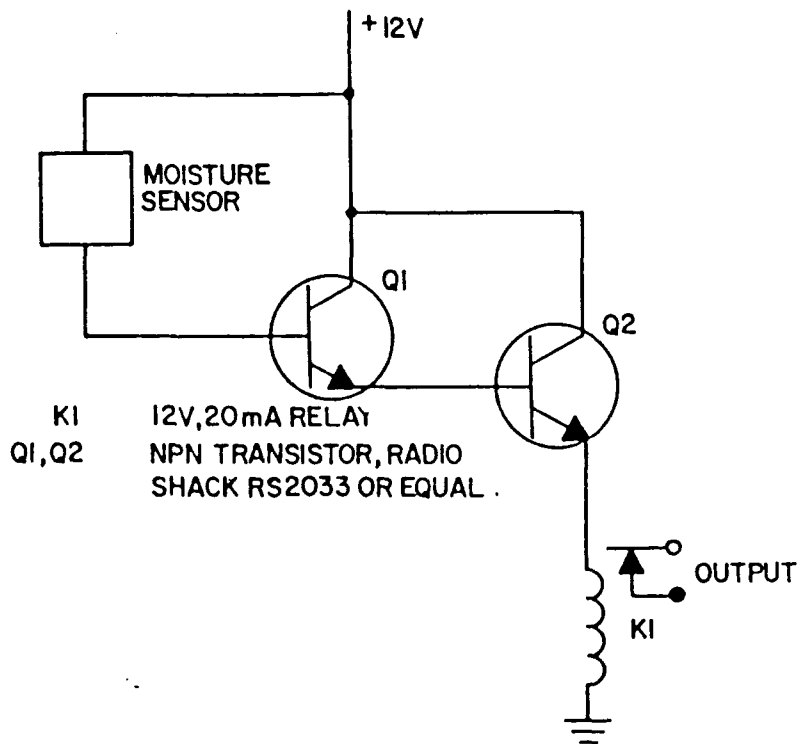 +12V
MOISTURE
SENSOR
Q1
Q2
K1 12V,20mA RELAY
Q1,Q2 NPN TRANSISTOR, RADIO
SHACK RS2033 OR EQUAL.
OUTPUT
K1